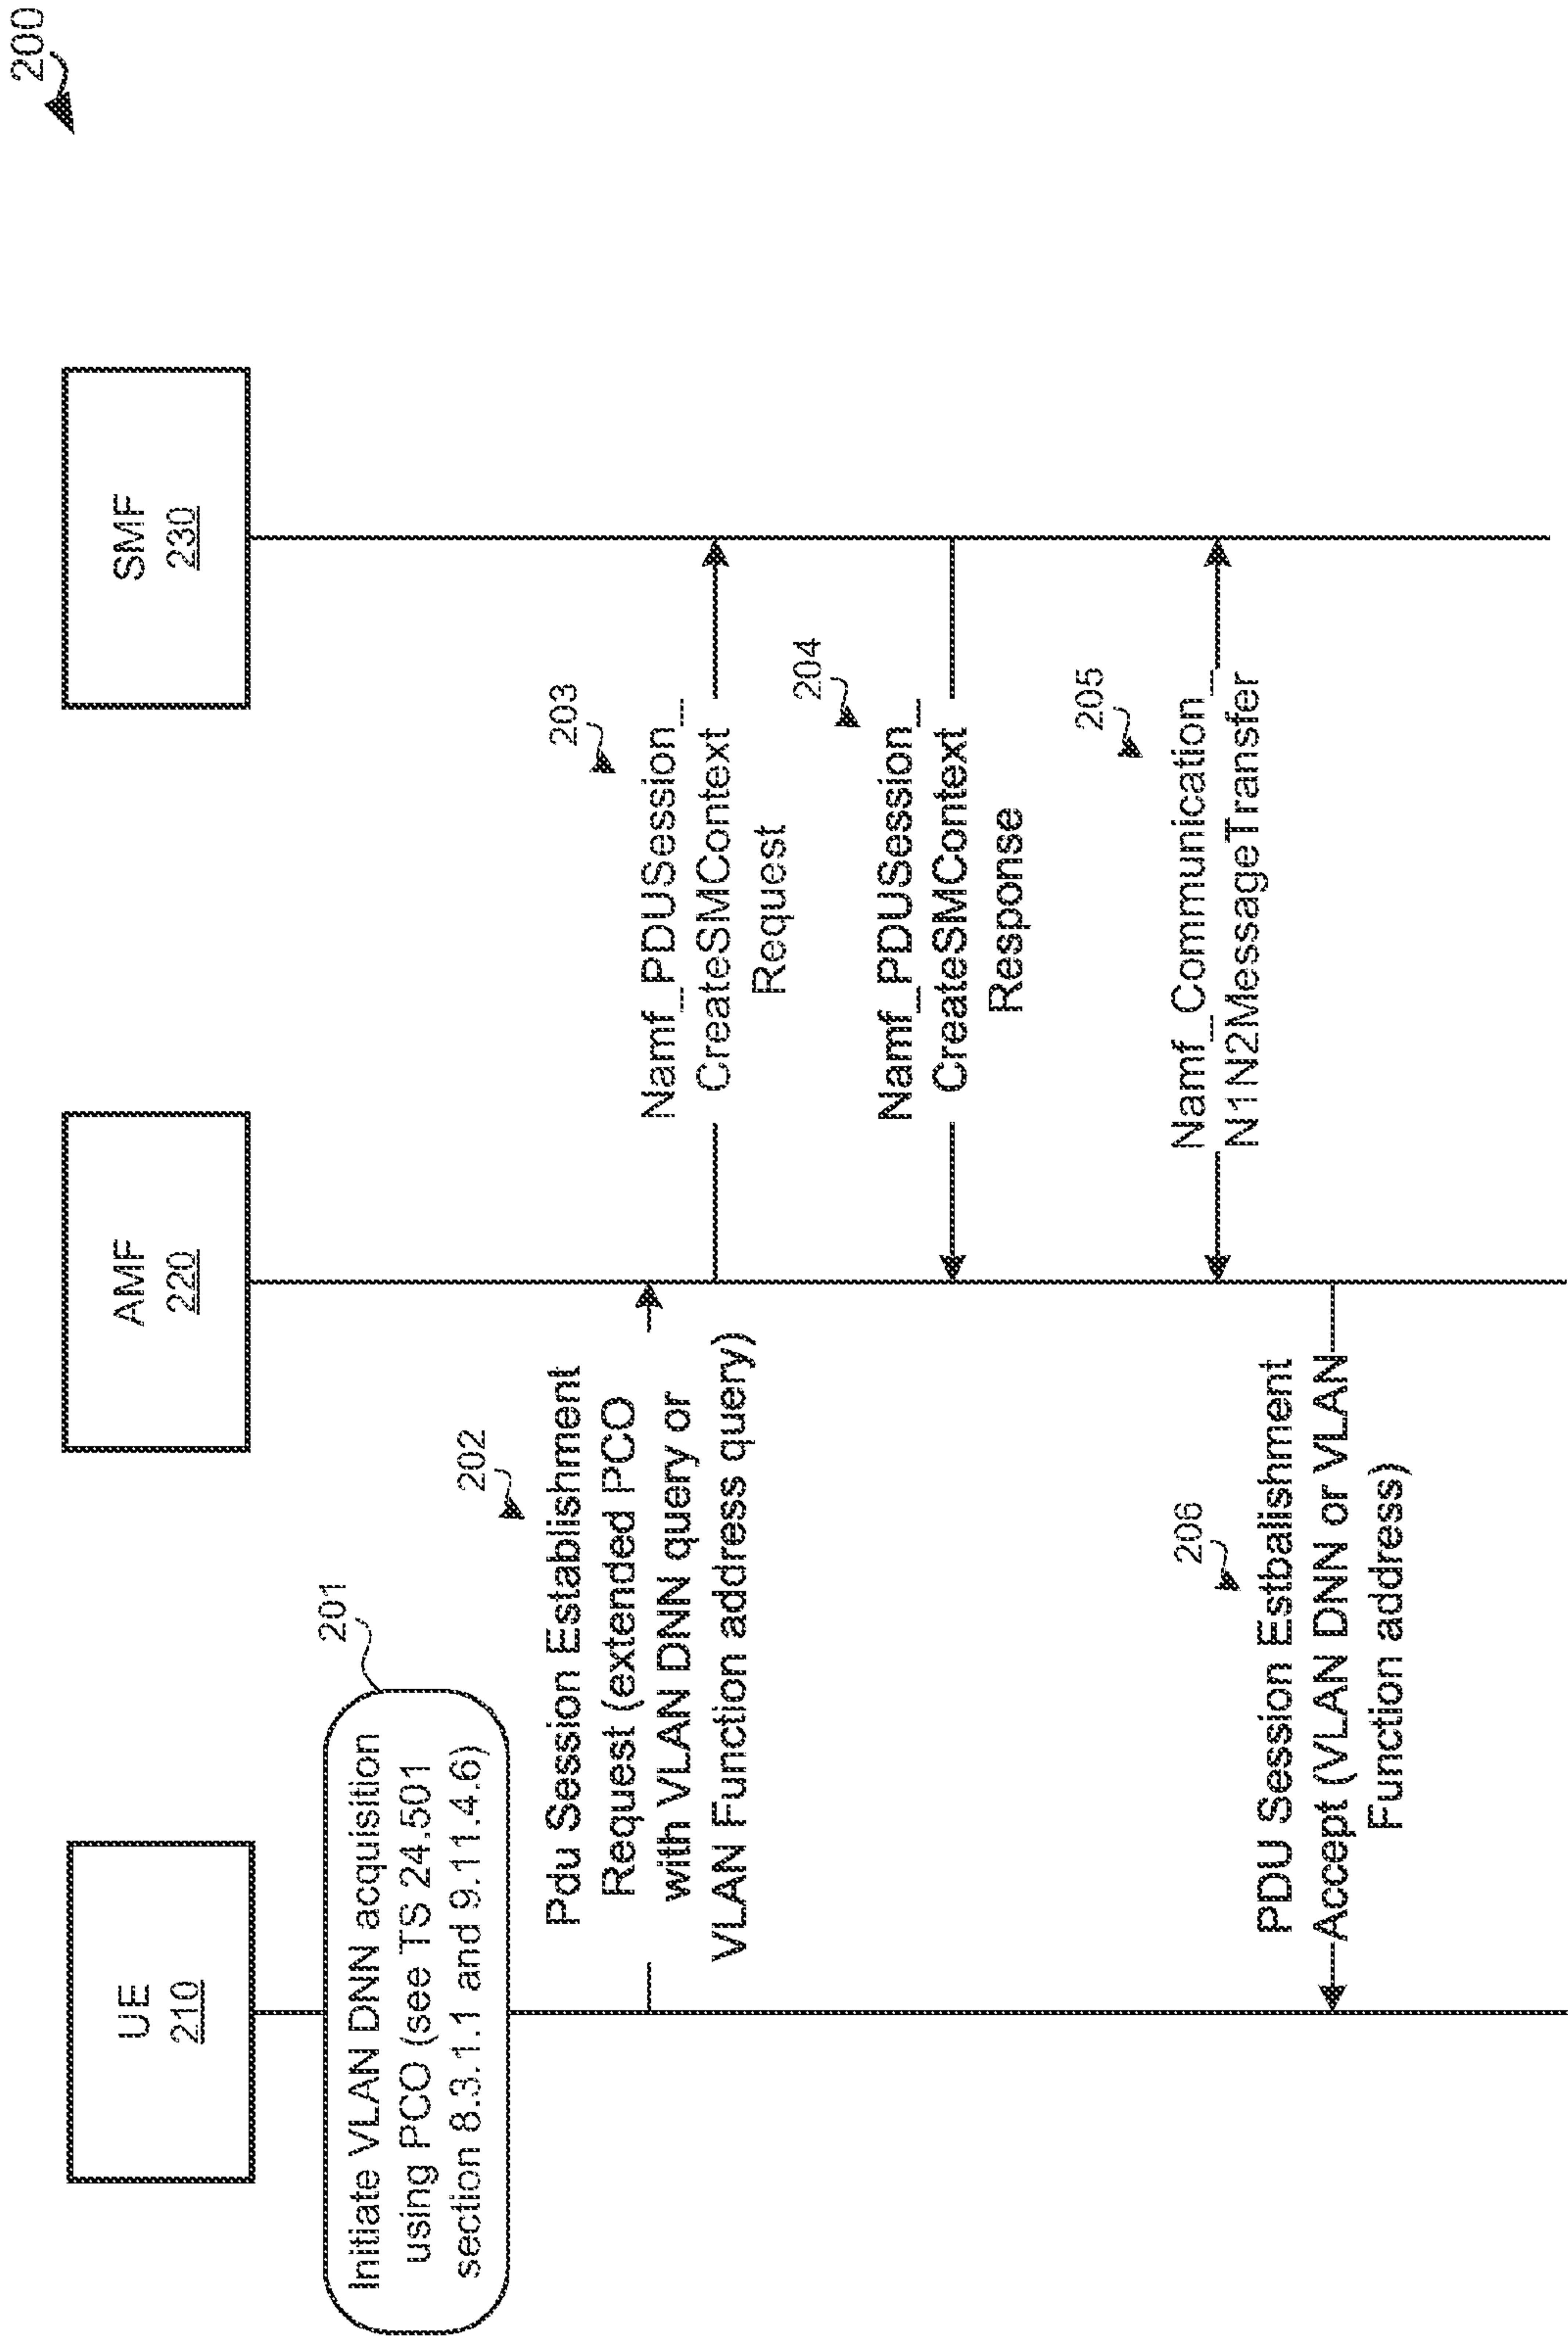 200
UE
210
AMF
220
SMF
230
201
Initiate VLAN DNN acquisition
using PCO (see TS 24.501
section 8.3.1.1 and 9.11.4.6)
202
Pdu Session Establishment
Request (extended PCO
with VLAN DNN query or
VLAN Function address query)
203
Namf_PDUSession_
CreateSMContext
Request
204
Namf_PDUSession_
CreateSMContext
Response
205
Namf_Communication_
N1N2MessageTransfer
206
PDU Session Estbalishment
Accept (VLAN DNN or VLAN
Function address)